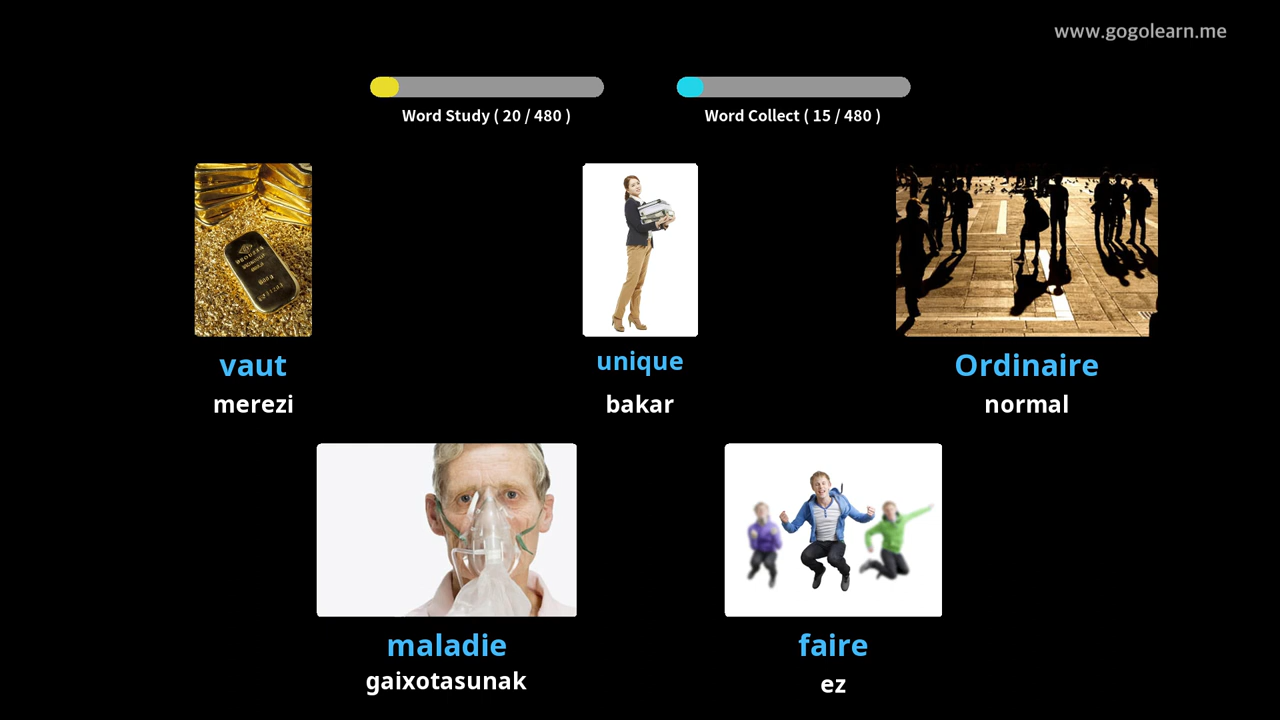 www.gogolearn.me
Word Study ( 20 / 480 )
Word Collect ( 15 / 480 )
vaut
merezi
unique
bakar
Ordinaire
normal
maladie
gaixotasunak
faire
ez